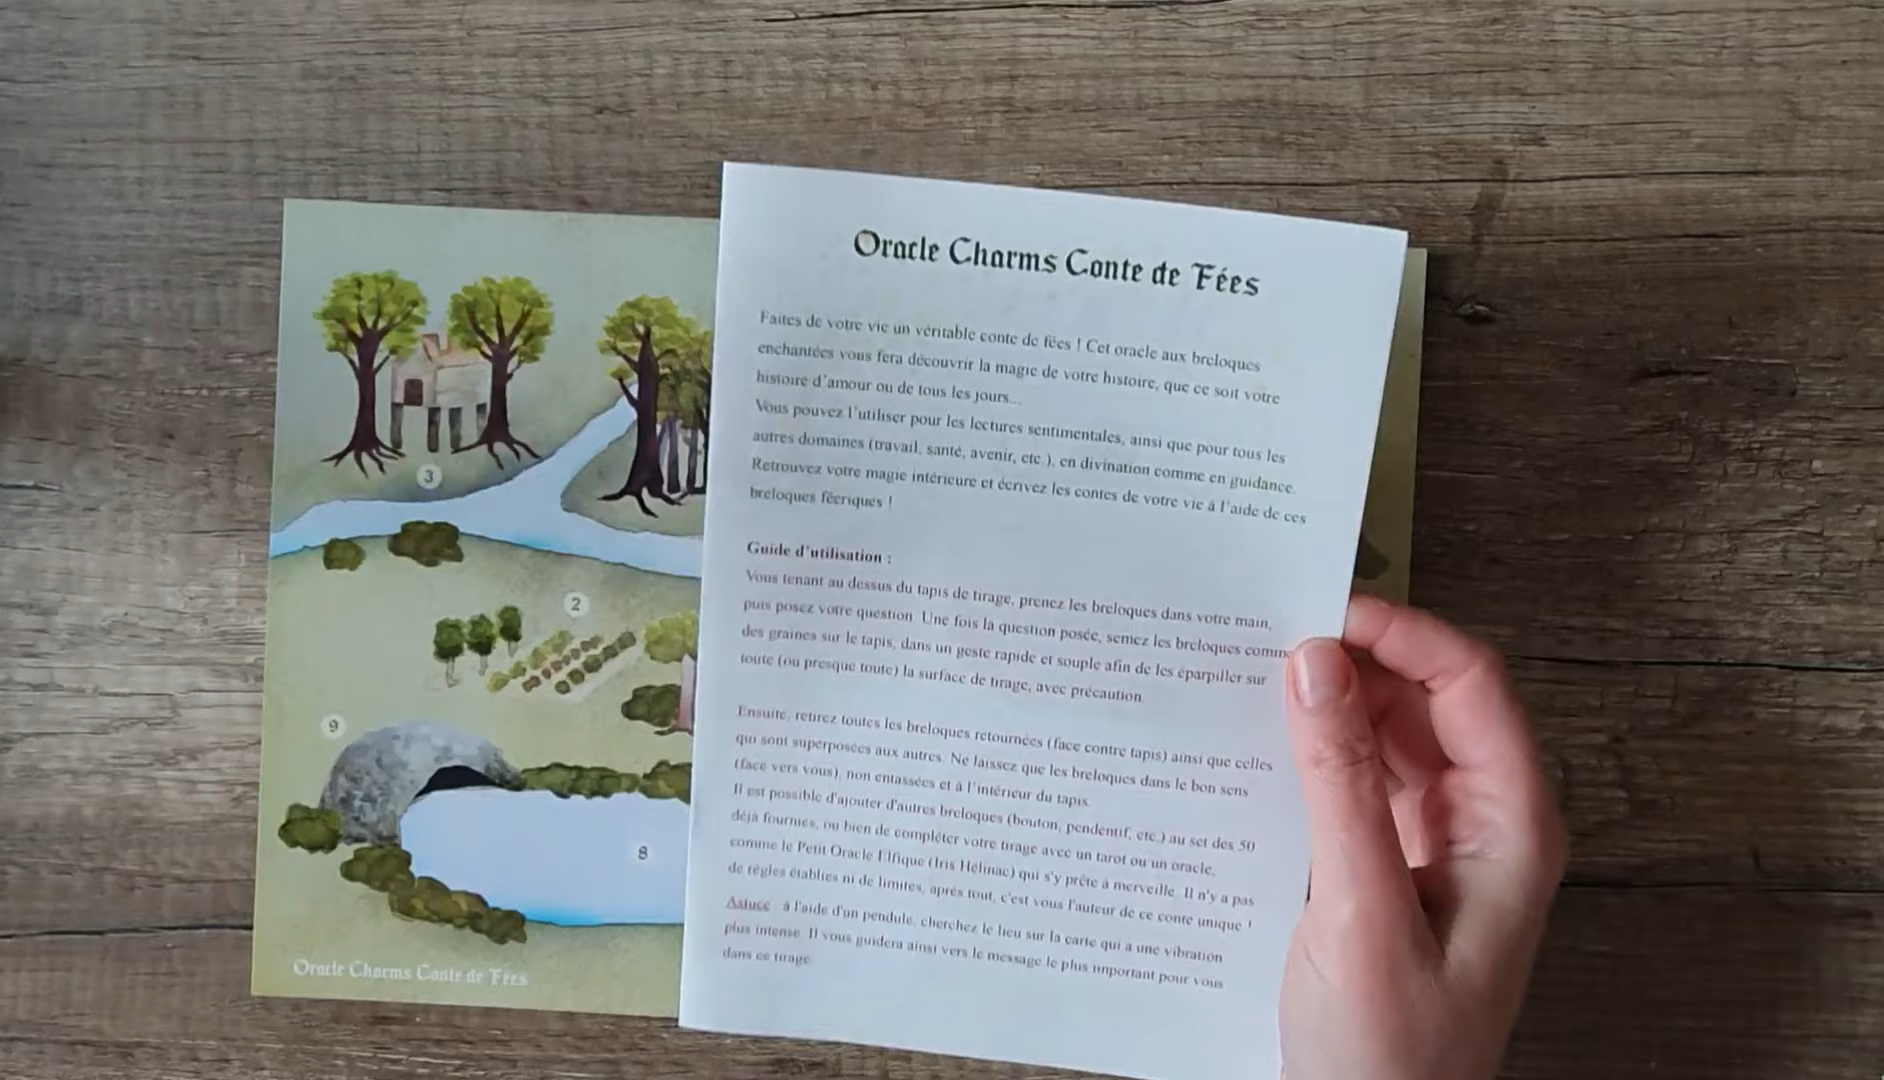 Oracle Charms Conte de Fées
Faites de votre vie un véritable conte de fées ! Cet oracle aux breloques
enchantées vous fera découvrir la magie de votre histoire, que ce soit votre
histoire d'amour ou de tous les jours...
Vous pouvez l'utiliser pour les lectures sentimentales, ainsi que pour tous les
autres domaines (travail, santé, avenir, etc.), en divination comme en guidance.
Retrouvez votre magie intérieure et écrivez les contes de votre vie à l'aide de ces
breloques féeriques !
Guide d'utilisation :
Vous tenant au dessus du tapis de tirage, prenez les breloques dans votre main,
puis posez votre question. Une fois la question posée, semez les breloques comme
des graines sur le tapis, dans un geste rapide et souple afin de les éparpiller sur
toute (ou presque toute) la surface de tirage, avec précaution.
Ensuite, retirez toutes les breloques retournées (face contre tapis) ainsi que celles
qui sont superposées aux autres. Ne laissez que les breloques dans le bon sens
(face vers vous), non entassées et à l'intérieur du tapis.
Il est possible d'ajouter d'autres breloques (bouton, pendentif, etc.) au set des 50
déjà fournies, ou bien de compléter votre tirage avec un tarot ou un oracle,
comme le Petit Oracle Elfique (Iris Hélinac) qui s'y prête à merveille. Il n'y a pas
de règles établies ni de limites, après tout, c'est vous l'auteur de ce conte unique !
Astuce : à l'aide d'un pendule, cherchez le lieu sur la carte qui a une vibration
plus intense. Il vous guidera ainsi vers le message le plus important pour vous
dans ce tirage.
3
2
9
8
Oracle Charms Conte de Fées